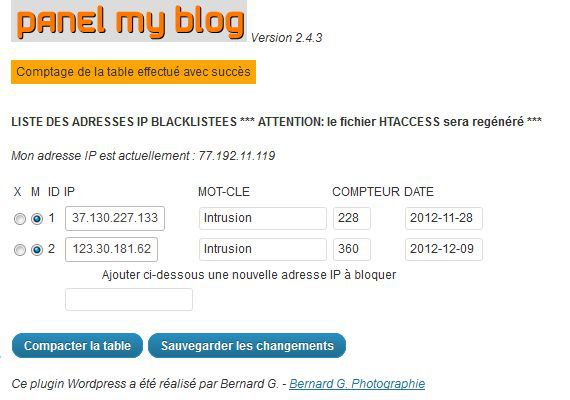 panel my blog Version 2.4.3
Comptage de la table effectué avec succès
LISTE DES ADRESSES IP BLACKLISTEES *** ATTENTION: le fichier HTACCESS sera regénéré ***
Mon adresse IP est actuellement : 77.192.11.119
X M ID IP MOT-CLE COMPTEUR DATE
1 37.130.227.133 Intrusion 228 2012-11-28
2 123.30.181.62 Intrusion 360 2012-12-09
Ajouter ci-dessous une nouvelle adresse IP à bloquer
Compacter la table Sauvegarder les changements
Ce plugin Wordpress a été réalisé par Bernard G. - Bernard G. Photographie